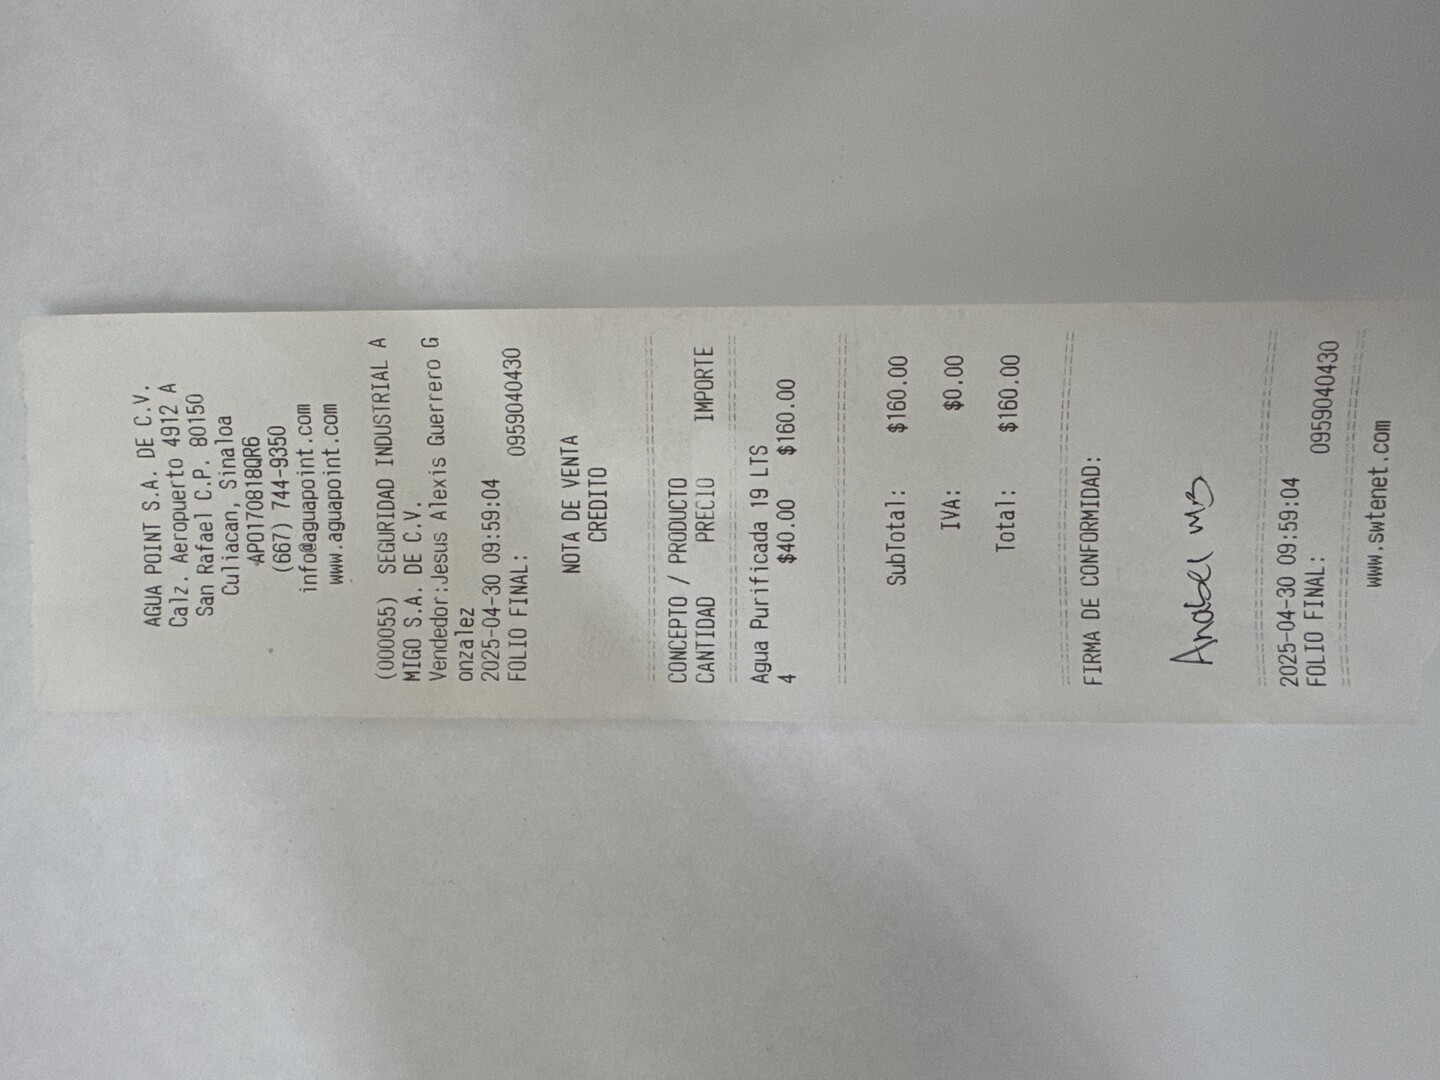 AGUA POINT S.A. DE C.V.
Calz. Aeropuerto 4912 A
San Rafael C.P. 80150
Culiacan, Sinaloa
APO170818QR6
(667) 744-9350
info@aguapoint.com
www.aguapoint.com
(000055) SEGURIDAD INDUSTRIAL A
MIGO S.A. DE C.V.
Vendedor:Jesus Alexis Guerrero G
onzalez
2025-04-30 09:59:04
FOLIO FINAL: 0959040430
NOTA DE VENTA
CREDITO
CONCEPTO / PRODUCTO
CANTIDAD PRECIO IMPORTE
Agua Purificada 19 LTS
4 $40.00 $160.00
SubTotal: $160.00
IVA: $0.00
Total: $160.00
FIRMA DE CONFORMIDAD:
Anabel MB
2025-04-30 09:59:04
FOLIO FINAL: 0959040430
www.swtenet.com